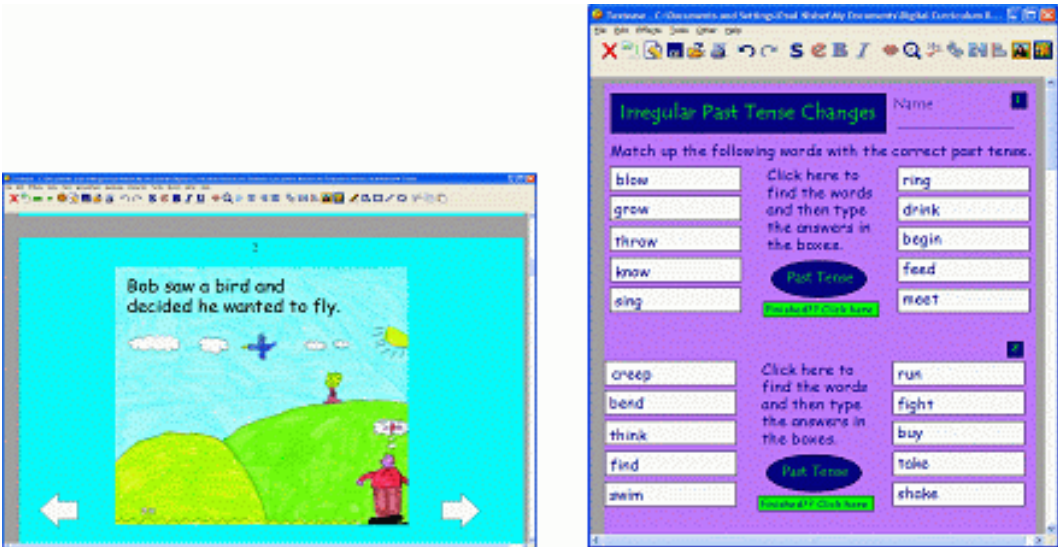 2
Bob saw a bird and
decided he wanted to fly.
Irregular Past Tense Changes
Name
1
Match up the following words with the correct past tense.
blow
grow
throw
know
sing
Click here to
find the words
and then type
the answers in
the boxes.
Past Tense
Finished?? Click here
ring
drink
begin
feed
meet
2
creep
bend
think
find
swim
Click here to
find the words
and then type
the answers in
the boxes.
Past Tense
Finished?? Click here
run
fight
buy
take
shake